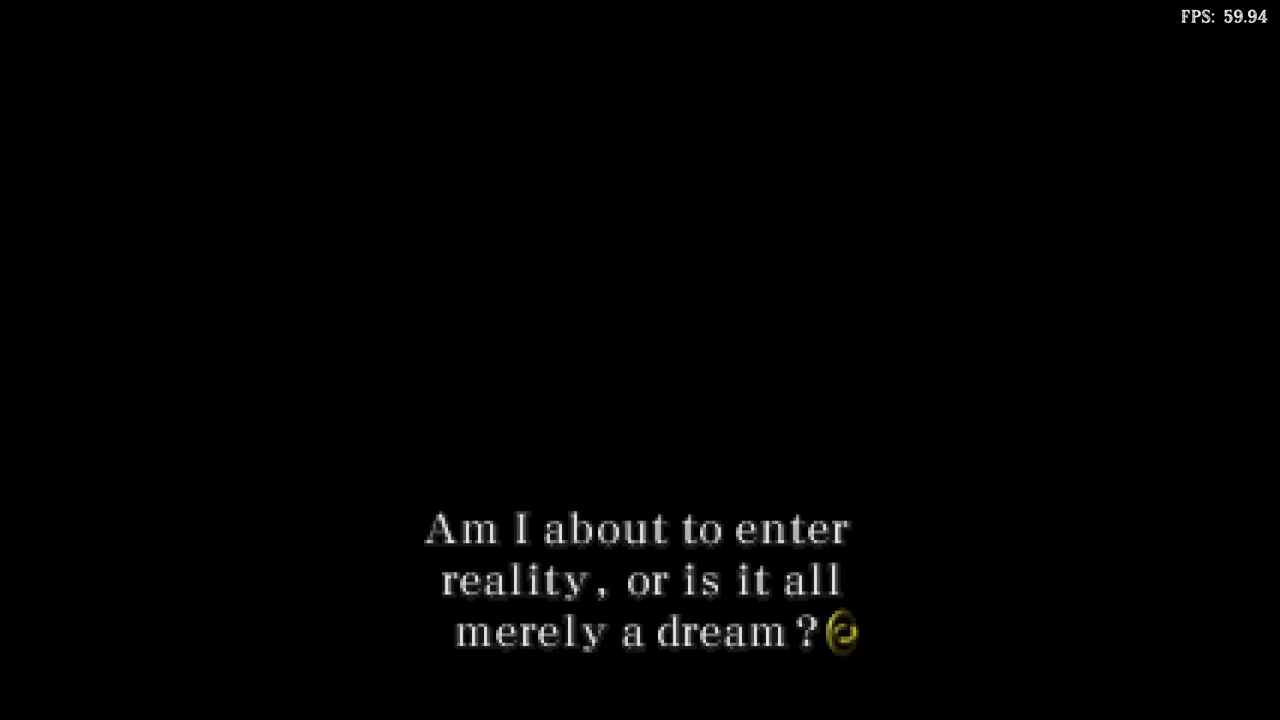 FPS: 59.94
Am I about to enter
reality, or is it all
merely a dream?